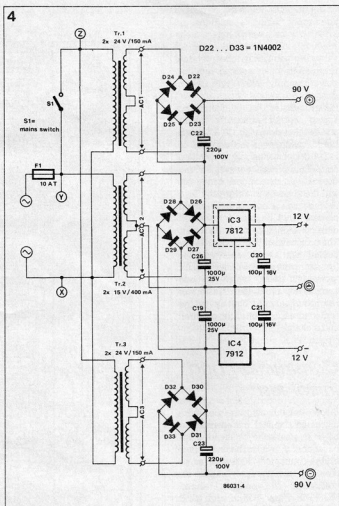 4
Z
Tr.1
2x 24 V/150 mA
D22 ... D33 = 1N4002
D24
D22
AC1
D25
D23
C22
220µ
100V
90 V
+
S1
S1=
mains switch
F1
10 A T
Y
X
D28
D26
AC 2
D29
D27
IC3
7812
12 V
+
C26
1000µ
25V
C20
100µ
16V
Tr.2
2x 15 V/400 mA
C19
1000µ
25V
C21
100µ
16V
IC4
7912
−
12 V
Tr.3
2x 24 V/150 mA
D32
D30
AC3
D33
D31
C23
220µ
100V
86031-4
−
90 V